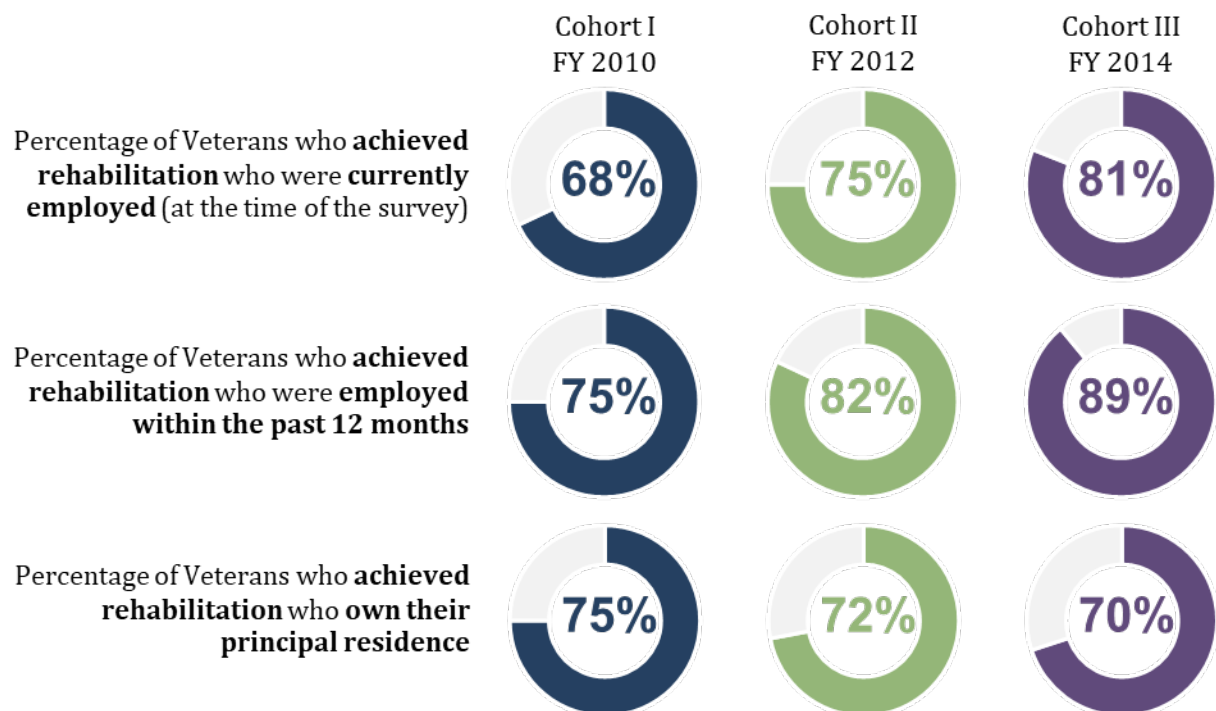 Cohort I
FY 2010
Cohort II
FY 2012
Cohort III
FY 2014
Percentage of Veterans who achieved
rehabilitation who were currently
employed (at the time of the survey)
68%
75%
81%
Percentage of Veterans who achieved
rehabilitation who were employed
within the past 12 months
75%
82%
89%
Percentage of Veterans who achieved
rehabilitation who own their
principal residence
75%
72%
70%